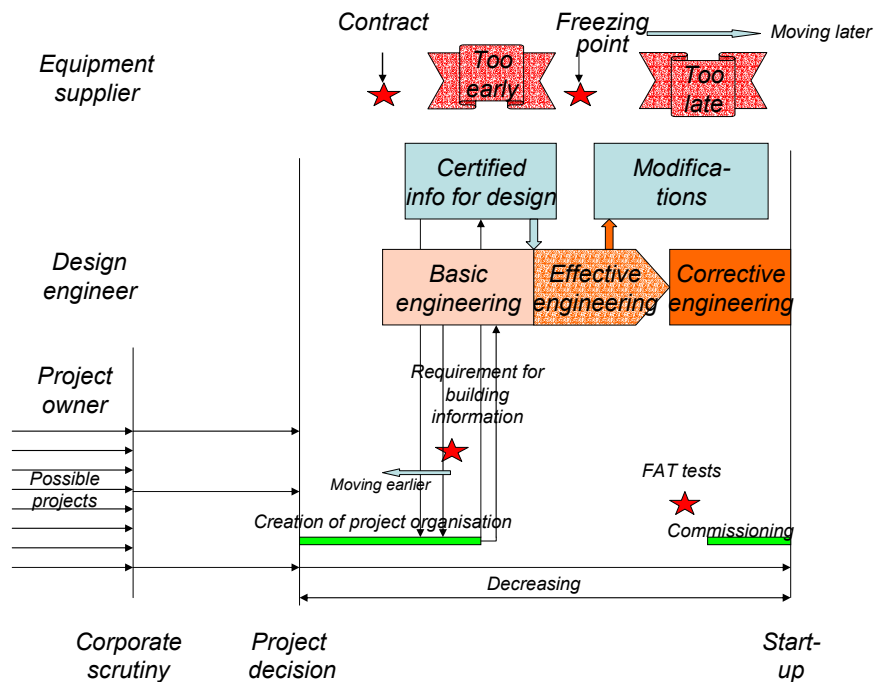 Contract
Freezing
point
Moving later
Equipment
supplier
Too
early
Too
late
Certified
info for design
Modifica-
tions
Design
engineer
Basic
engineering
Effective
engineering
Corrective
engineering
Project
owner
Requirement for
building
information
Possible
projects
Moving earlier
FAT tests
Creation of project organisation
Commissioning
Decreasing
Corporate
scrutiny
Project
decision
Start-
up